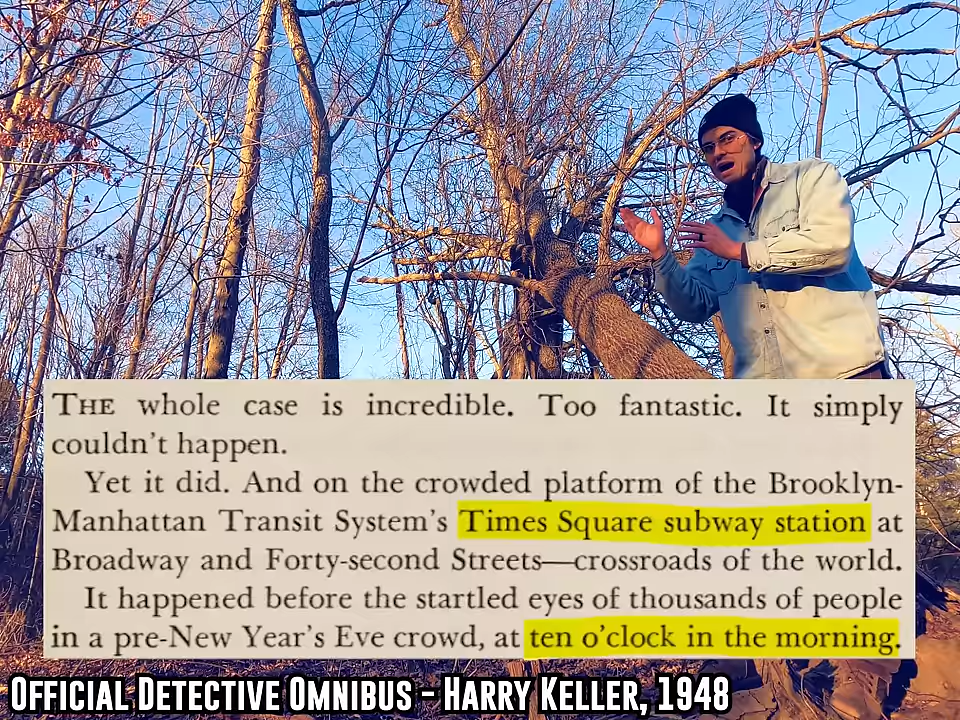 THE whole case is incredible. Too fantastic. It simply
couldn't happen.
Yet it did. And on the crowded platform of the Brooklyn-
Manhattan Transit System's Times Square subway station at
Broadway and Forty-second Streets—crossroads of the world.
It happened before the startled eyes of thousands of people
in a pre-New Year's Eve crowd, at ten o'clock in the morning.
OFFICIAL DETECTIVE OMNIBUS - HARRY KELLER, 1948